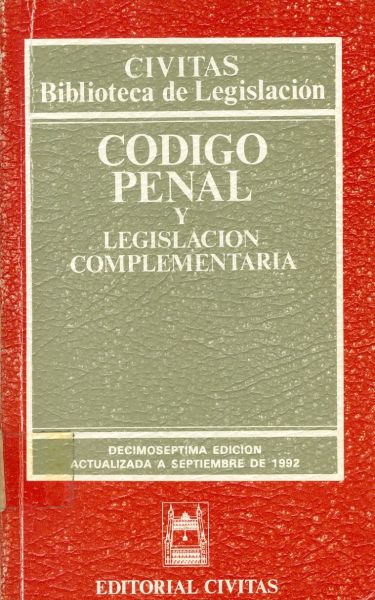 CIVITAS
Biblioteca de Legislación
CODIGO
PENAL
Y
LEGISLACION
COMPLEMENTARIA
DECIMOSEPTIMA EDICION
ACTUALIZADA A SEPTIEMBRE DE 1992
EDITORIAL CIVITAS